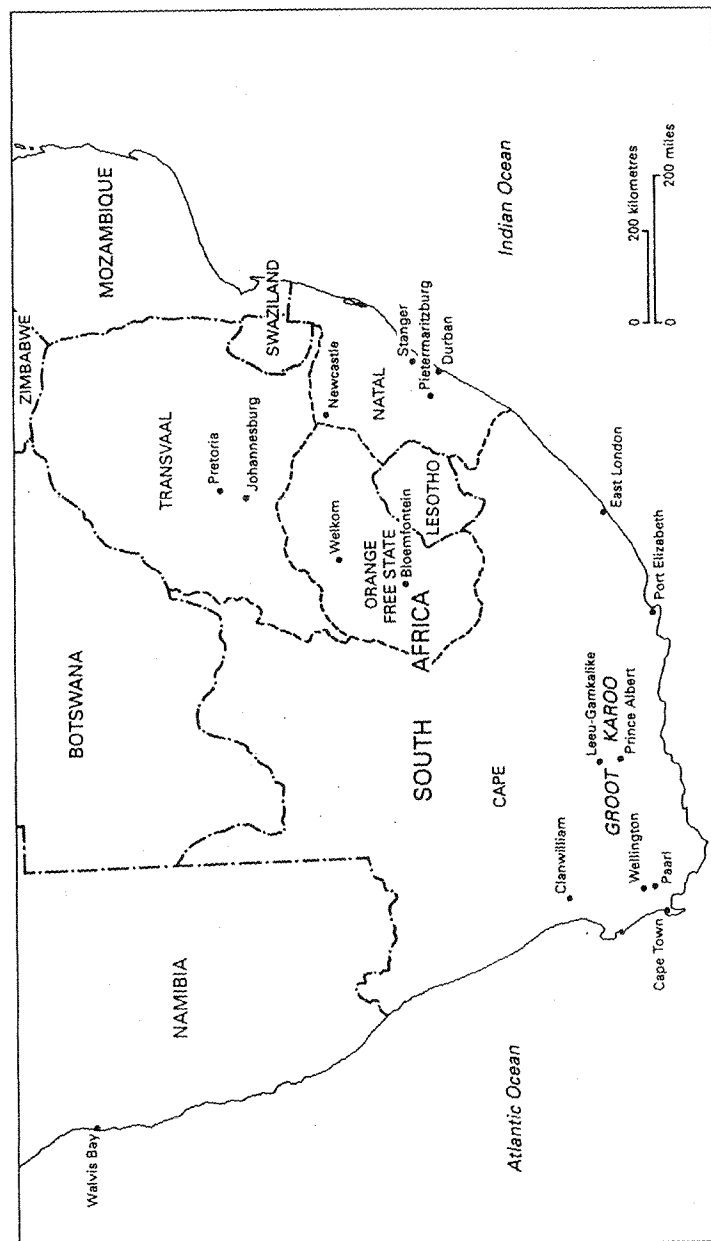 ZIMBABWE
MOZAMBIQUE
BOTSWANA
NAMIBIA
Walvis Bay
TRANSVAAL
Pretoria
Johannesburg
SWAZILAND
Newcastle
NATAL
Stanger
Pietermaritzburg
Durban
Welkom
ORANGE
FREE STATE
Bloemfontein
LESOTHO
SOUTH AFRICA
CAPE
Indian Ocean
Atlantic Ocean
East London
Port Elizabeth
Leeu-Gamkalike
GROOT KAROO
Prince Albert
Clanwilliam
Wellington
Paarl
Cape Town
200 kilometres
0
0
200 miles